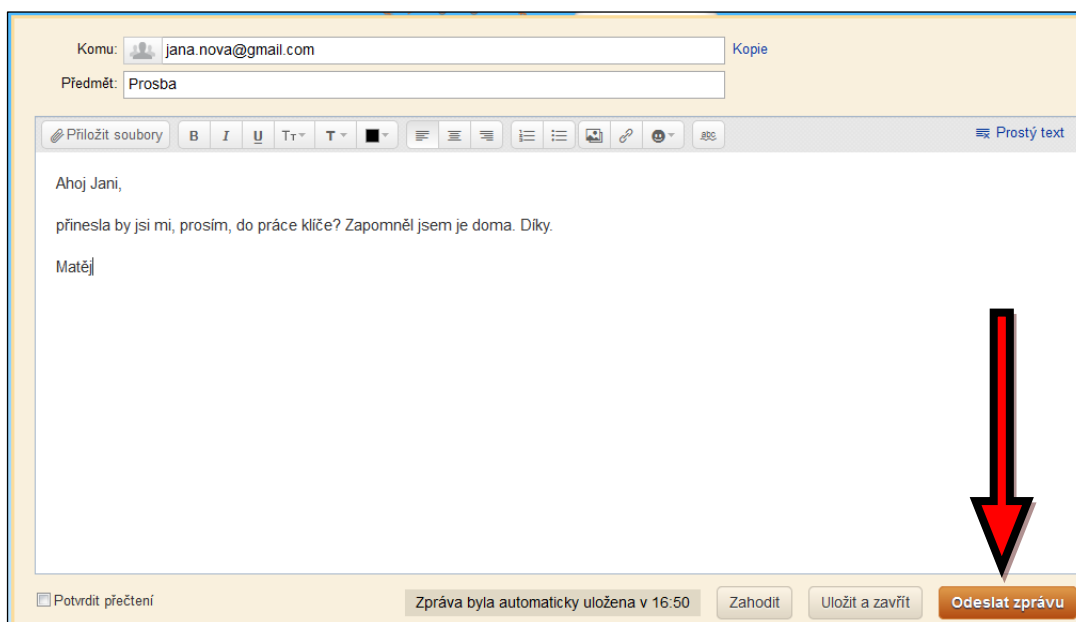 Komu: jana.nova@gmail.com Kopie
Předmět: Prosba
Přiložit soubory B I U TT T abc Prostý text
Ahoj Jani,
přinesla by jsi mi, prosím, do práce klíče? Zapomněl jsem je doma. Díky.
Matěj
Potvrdit přečtení Zpráva byla automaticky uložena v 16:50 Zahodit Uložit a zavřít Odeslat zprávu